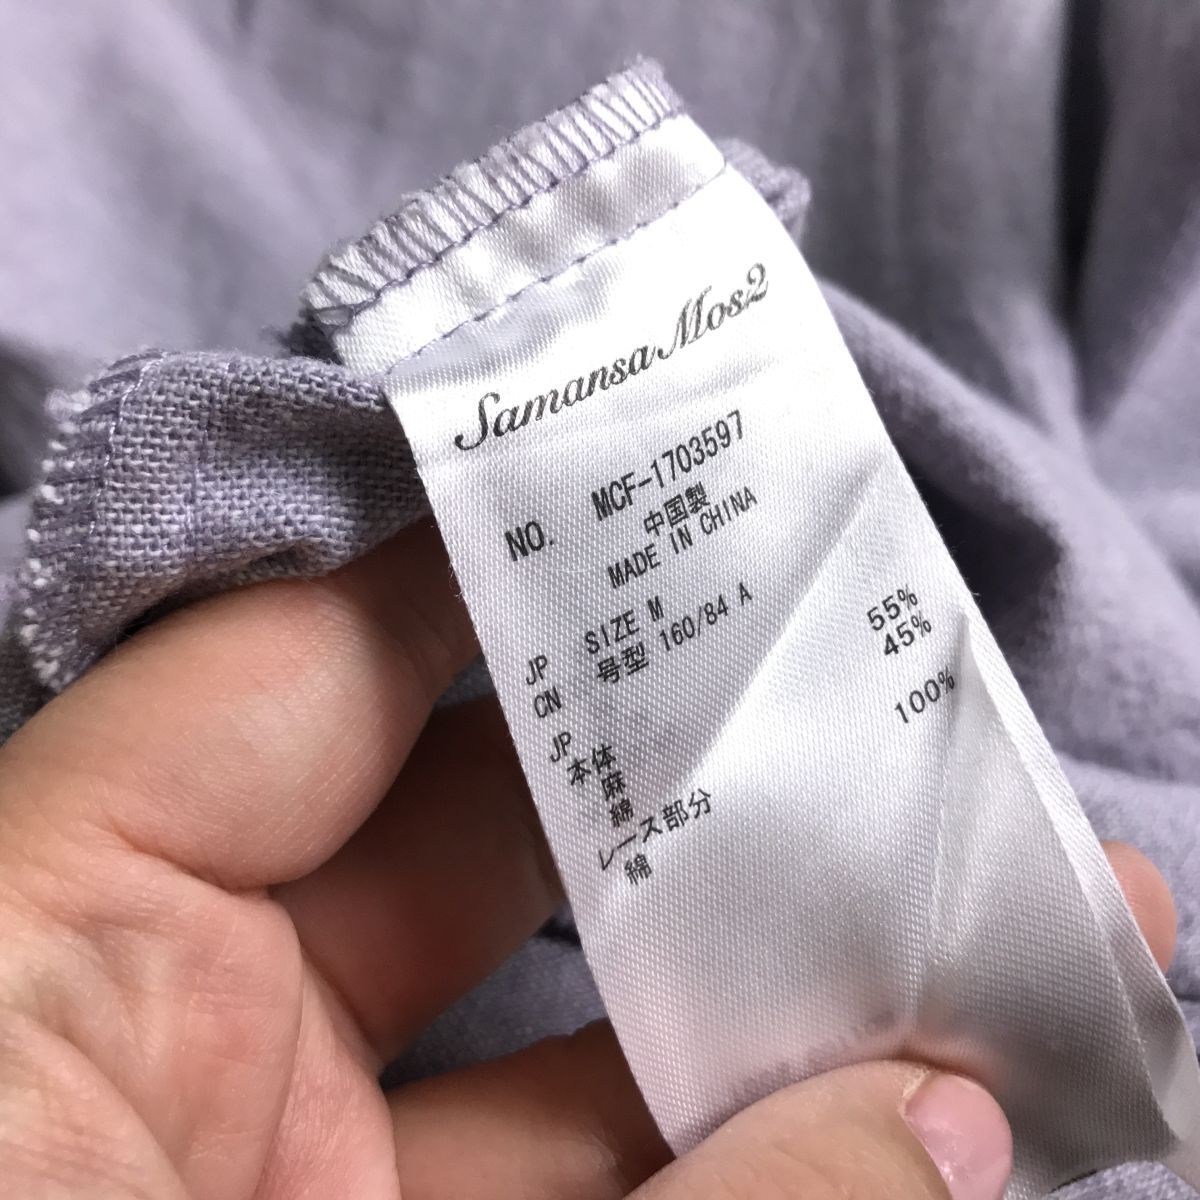 Samansa Mos2
NO. MCF-1703597
中国製
MADE IN CHINA
JP SIZE M
CN 号型 160/84 A
JP
本体
麻 55%
綿 45%
レース部分
綿 100%